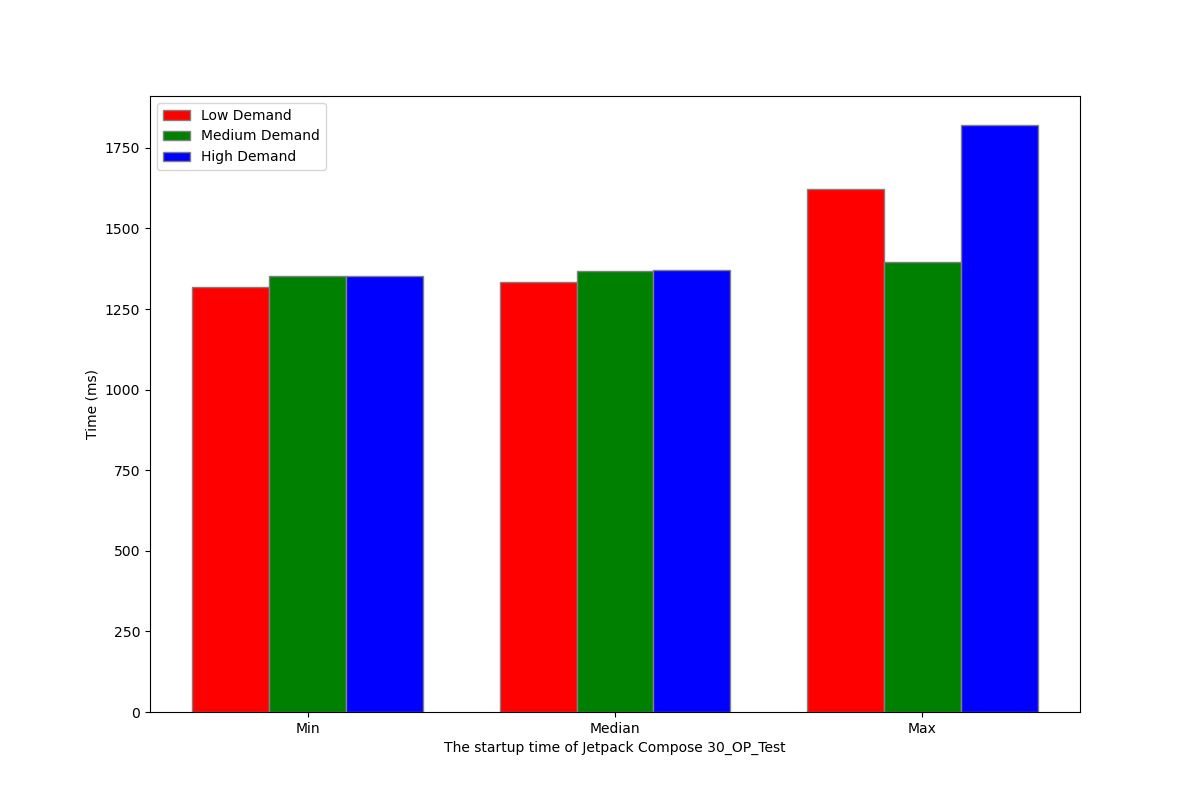 Low Demand
Medium Demand
High Demand
1750
1500
1250
1000
750
500
250
0
Time (ms)
Min Median Max
The startup time of Jetpack Compose 30_OP_Test